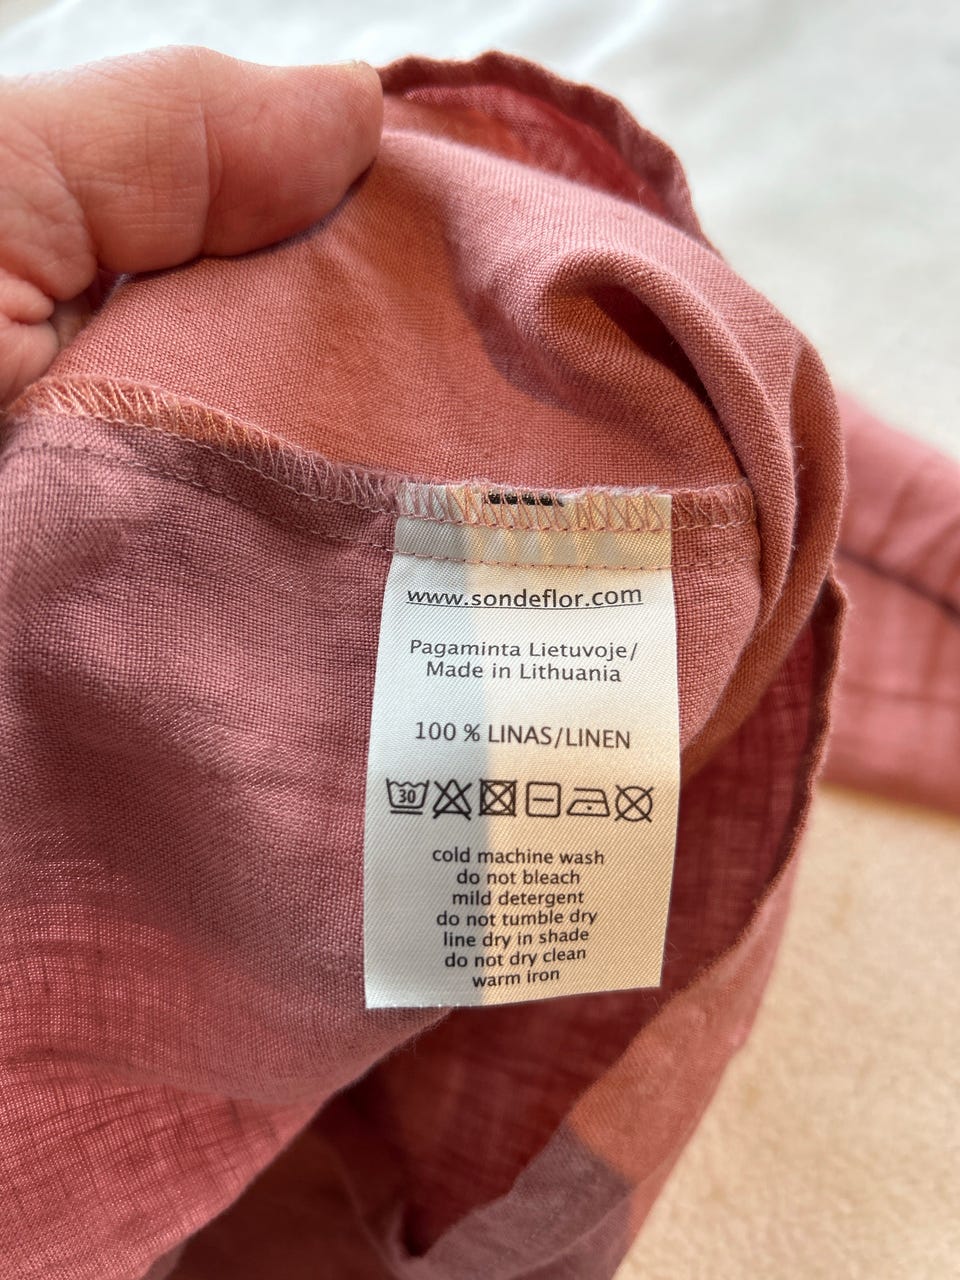 www.sondeflor.com
Pagaminta Lietuvoje/
Made in Lithuania
100 % LINAS/LINEN
30
cold machine wash
do not bleach
mild detergent
do not tumble dry
line dry in shade
do not dry clean
warm iron